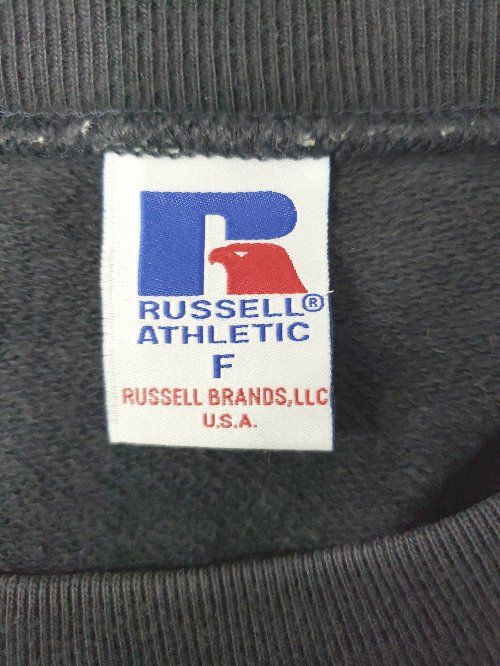 RUSSELL®
ATHLETIC
F
RUSSELL BRANDS,LLC
U.S.A.